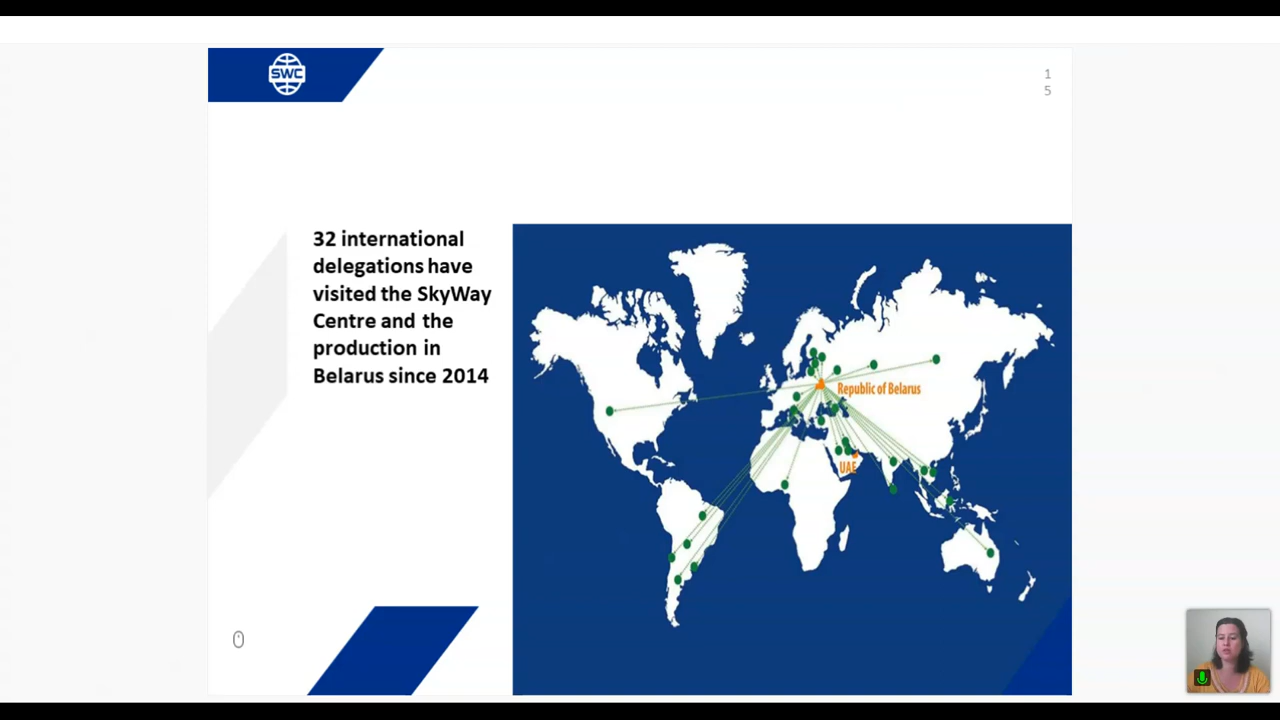 SWC
1
5
32 international
delegations have
visited the SkyWay
Centre and the
production in
Belarus since 2014
Republic of Belarus
UAE